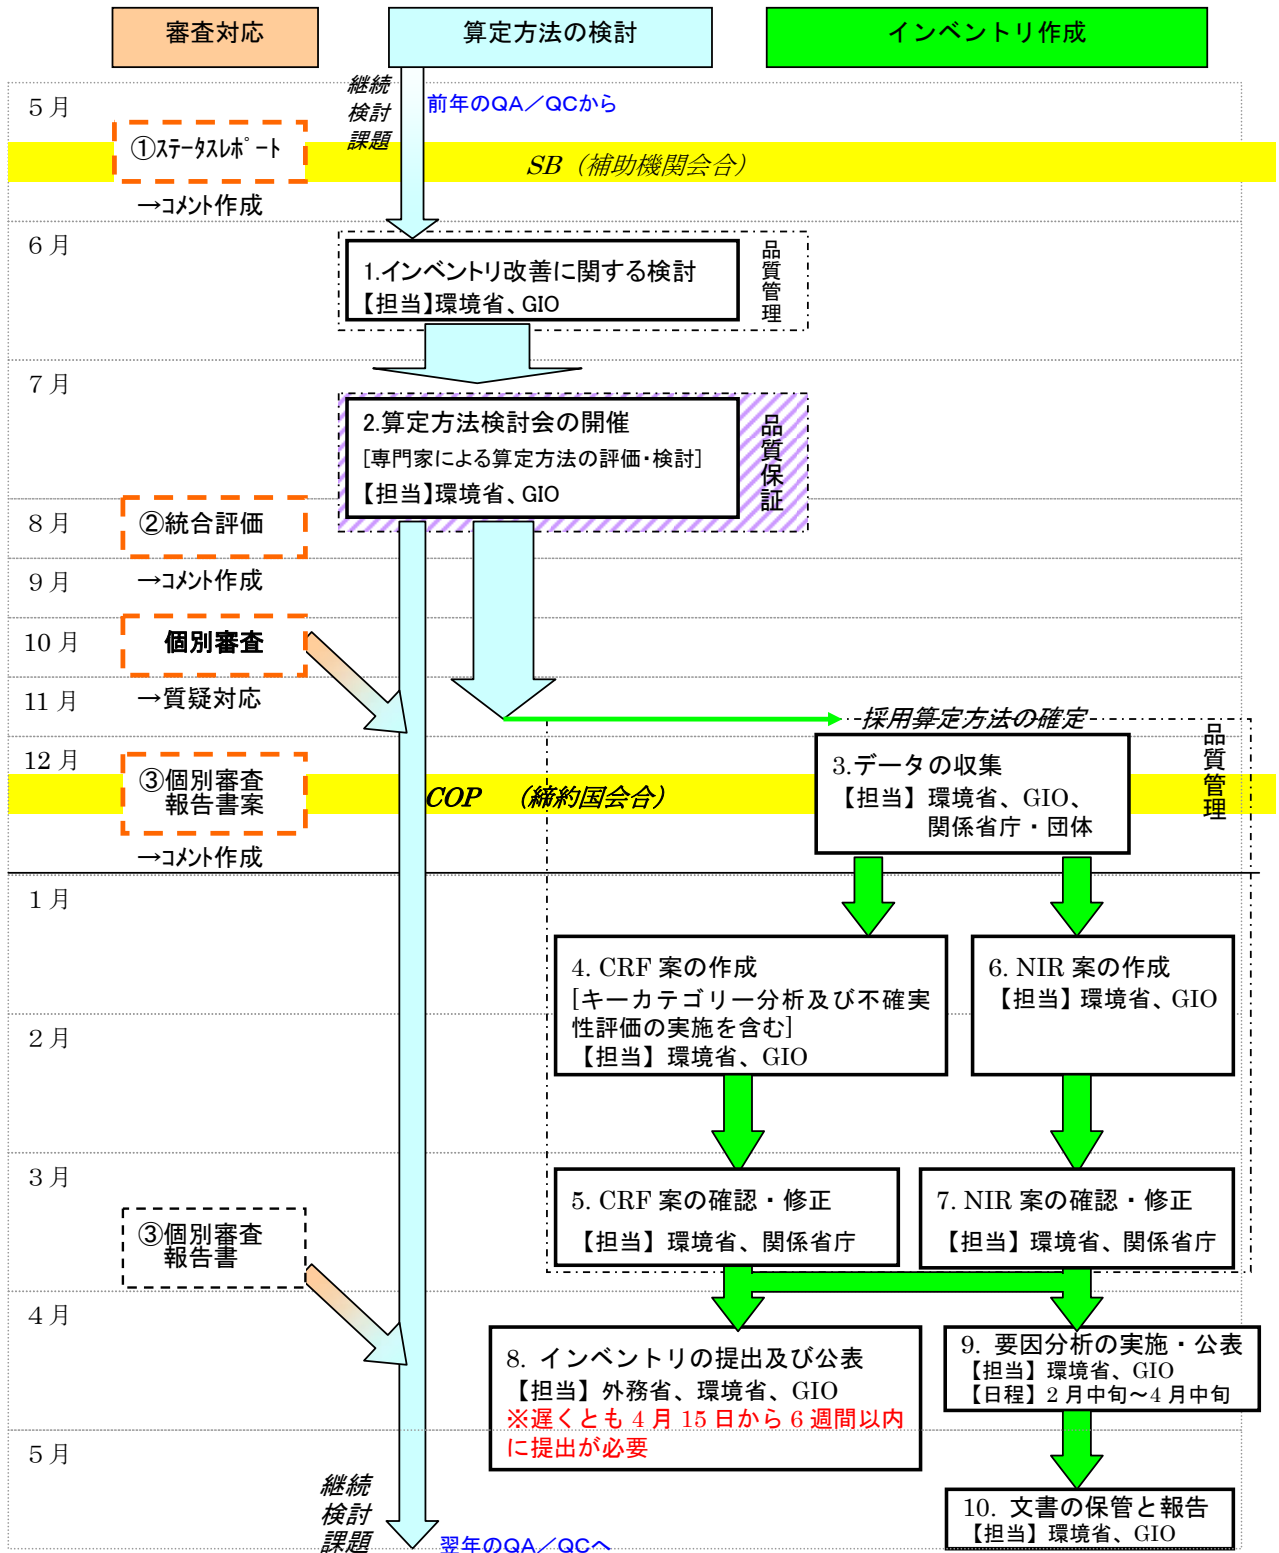 審査対応
算定方法の検討
インベントリ作成
継続
検討
課題
前年のQA／QCから
5 月
①ｽﾃｰﾀｽﾚﾎﾟｰﾄ
SB（補助機関会合）
→ｺﾒﾝﾄ作成
6 月
1.インベントリ改善に関する検討
【担当】環境省、GIO
品質管理
7 月
2.算定方法検討会の開催
[専門家による算定方法の評価・検討]
【担当】環境省、GIO
品質保証
8 月
②統合評価
9 月
→ｺﾒﾝﾄ作成
10 月
個別審査
11 月
→質疑対応
採用算定方法の確定
品質管理
12 月
③個別審査
報告書案
COP （締約国会合）
3.データの収集
【担当】環境省、GIO、
関係省庁・団体
→ｺﾒﾝﾄ作成
1 月
4. CRF 案の作成
[キーカテゴリー分析及び不確実
性評価の実施を含む]
【担当】環境省、GIO
6. NIR 案の作成
【担当】環境省、GIO
2 月
3 月
5. CRF 案の確認・修正
【担当】環境省、関係省庁
7. NIR 案の確認・修正
【担当】環境省、関係省庁
③個別審査
報告書
4 月
8. インベントリの提出及び公表
【担当】外務省、環境省、GIO
※遅くとも 4 月 15 日から 6 週間以内
に提出が必要
9. 要因分析の実施・公表
【担当】環境省、GIO
【日程】2 月中旬～4 月中旬
5 月
継続
検討
課題
翌年のQA／QCへ
10. 文書の保管と報告
【担当】環境省、GIO